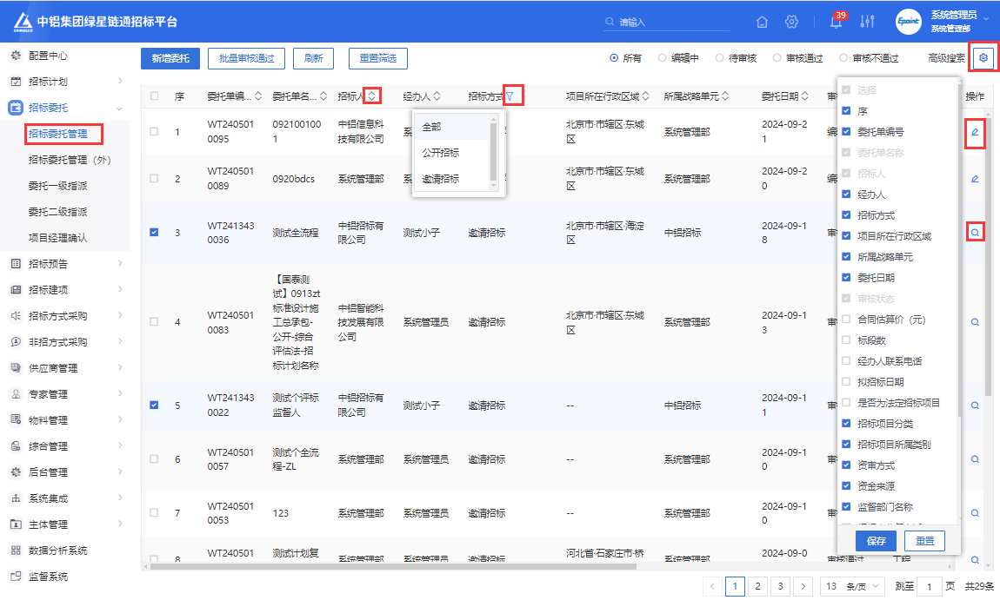 CHINALCO 中铝集团绿星链通招标平台
请输入
39
Epoint
系统管理员
系统管理部
配置中心
招标计划
招标委托
招标委托管理
招标委托管理（外）
委托一级指派
委托二级指派
项目经理确认
招标预告
招标建项
招标方式采购
非招方式采购
供应商管理
专家管理
物料管理
综合管理
后台管理
系统集成
主体管理
数据分析系统
监督系统
新增委托 批量审核通过 刷新 重置筛选
所有 编辑中 待审核 审核通过 审核不通过 高级搜索
序 委托单编... 委托单名... 招标人 经办人 招标方式 项目所在行政区域 所属战略单元 委托日期 操作
1 WT2405010095 0921001001 中铝信息科技有限公司 系 北京市·市辖区·东城区 系统管理部 2024-09-21 编
2 WT2405010089 0920bdcs 系统管理部 系 北京市·市辖区·东城区 系统管理部 2024-09-20 编
3 WT2413430036 测试全流程 中铝招标有限公司 测试小子 邀请招标 北京市·市辖区·海淀区 中铝招标 2024-09-18 审
4 WT2405010083 【国泰测试】0913zt标准设计施工总承包-公开-综合评估法-招标计划名称 中铝智能科技发展有限公司 系统管理员 邀请招标 北京市·市辖区·东城区 系统管理部 2024-09-13 审
5 WT2413430022 测试个评标监督人 中铝招标有限公司 测试小子 邀请招标 -- 中铝招标 2024-09-11 审
6 WT2405010057 测试个全流程-ZL 系统管理部 系统管理员 邀请招标 -- 系统管理部 2024-09-10 审
7 WT2405010053 123 系统管理部 系统管理员 邀请招标 -- 系统管理部 2024-09-10 审
8 WT240501 测试计划复 系统管理部 系统管理员 邀请招标 河北省·石家庄市·桥 系统管理部 2024-09-0 审核通过 工程
全部
公开招标
邀请招标
选择
序
委托单编号
委托单名称
招标人
经办人
招标方式
项目所在行政区域
所属战略单元
委托日期
审核状态
合同估算价（元）
标段数
经办人联系电话
拟招标日期
是否为法定招标项目
招标项目分类
招标项目所属类别
资审方式
资金来源
监督部门名称
保存 重置
1 2 3 13 条/页 跳至 1 页 共29条